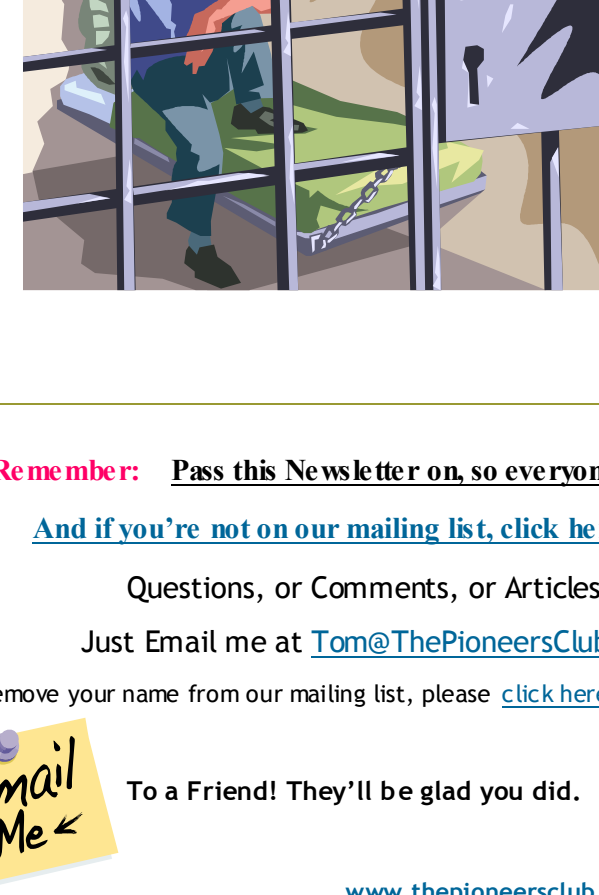 Remember: Pass this Newsletter on, so everyon
And if you’re not on our mailing list, click he
Questions, or Comments, or Articles
Just Email me at Tom@ThePioneersClub
emove your name from our mailing list, please click here
mail
Me
To a Friend! They’ll be glad you did.
www.thepioneersclub.